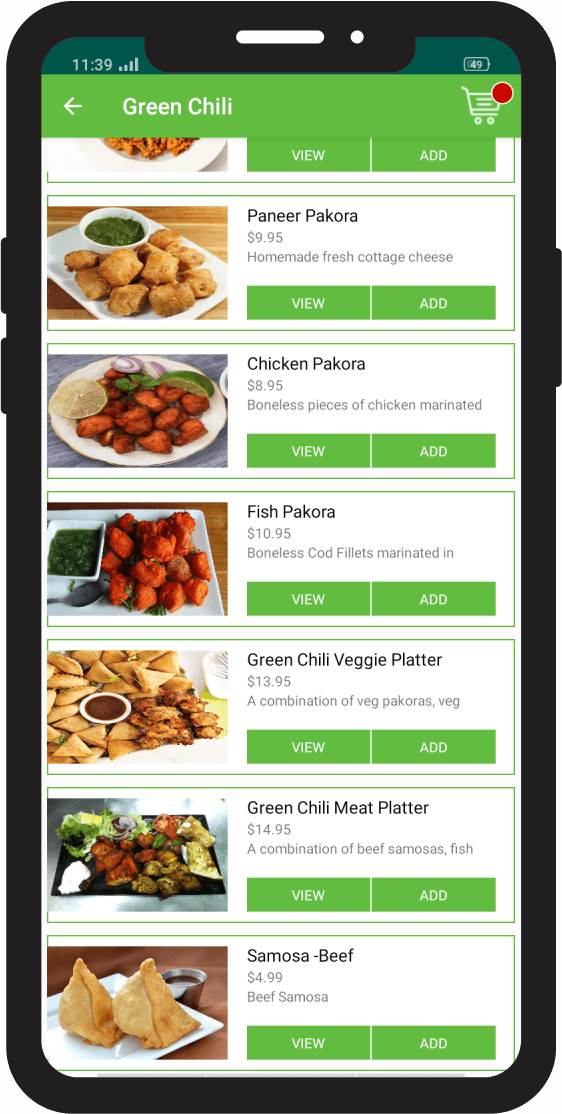 11:39
49
Green Chili
VIEW ADD
Paneer Pakora
$9.95
Homemade fresh cottage cheese
VIEW ADD
Chicken Pakora
$8.95
Boneless pieces of chicken marinated
VIEW ADD
Fish Pakora
$10.95
Boneless Cod Fillets marinated in
VIEW ADD
Green Chili Veggie Platter
$13.95
A combination of veg pakoras, veg
VIEW ADD
Green Chili Meat Platter
$14.95
A combination of beef samosas, fish
VIEW ADD
Samosa -Beef
$4.99
Beef Samosa
VIEW ADD